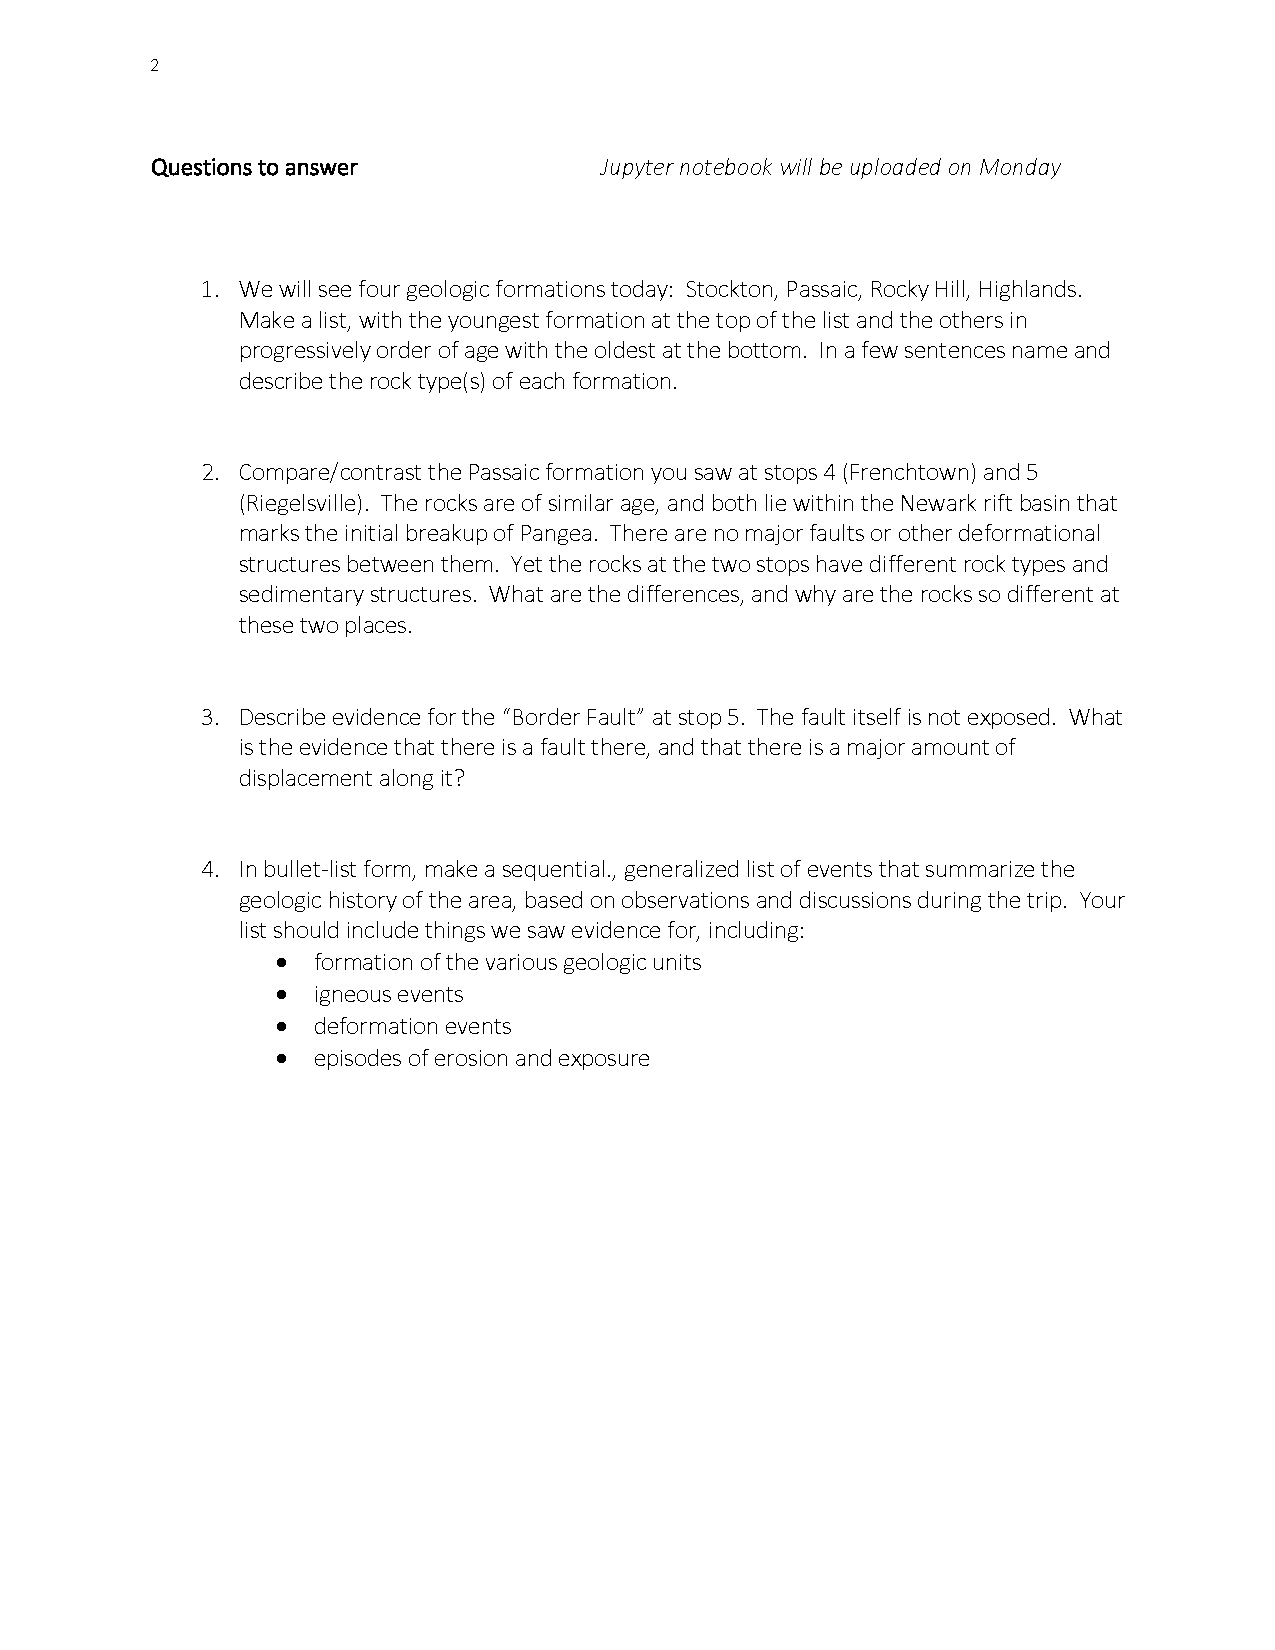 2
Questions to answer Jupyter notebook will be uploaded on Monday
1. We will see four geologic formations today: Stockton, Passaic, Rocky Hill, Highlands.
Make a list, with the youngest formation at the top of the list and the others in
progressively order of age with the oldest at the bottom. In a few sentences name and
describe the rock type(s) of each formation.
2. Compare/contrast the Passaic formation you saw at stops 4 (Frenchtown) and 5
(Riegelsville). The rocks are of similar age, and both lie within the Newark rift basin that
marks the initial breakup of Pangea. There are no major faults or other deformational
structures between them. Yet the rocks at the two stops have different rock types and
sedimentary structures. What are the differences, and why are the rocks so different at
these two places.
3. Describe evidence for the “Border Fault” at stop 5. The fault itself is not exposed. What
is the evidence that there is a fault there, and that there is a major amount of
displacement along it?
4. In bullet-list form, make a sequential., generalized list of events that summarize the
geologic history of the area, based on observations and discussions during the trip. Your
list should include things we saw evidence for, including:
• formation of the various geologic units
• igneous events
• deformation events
• episodes of erosion and exposure